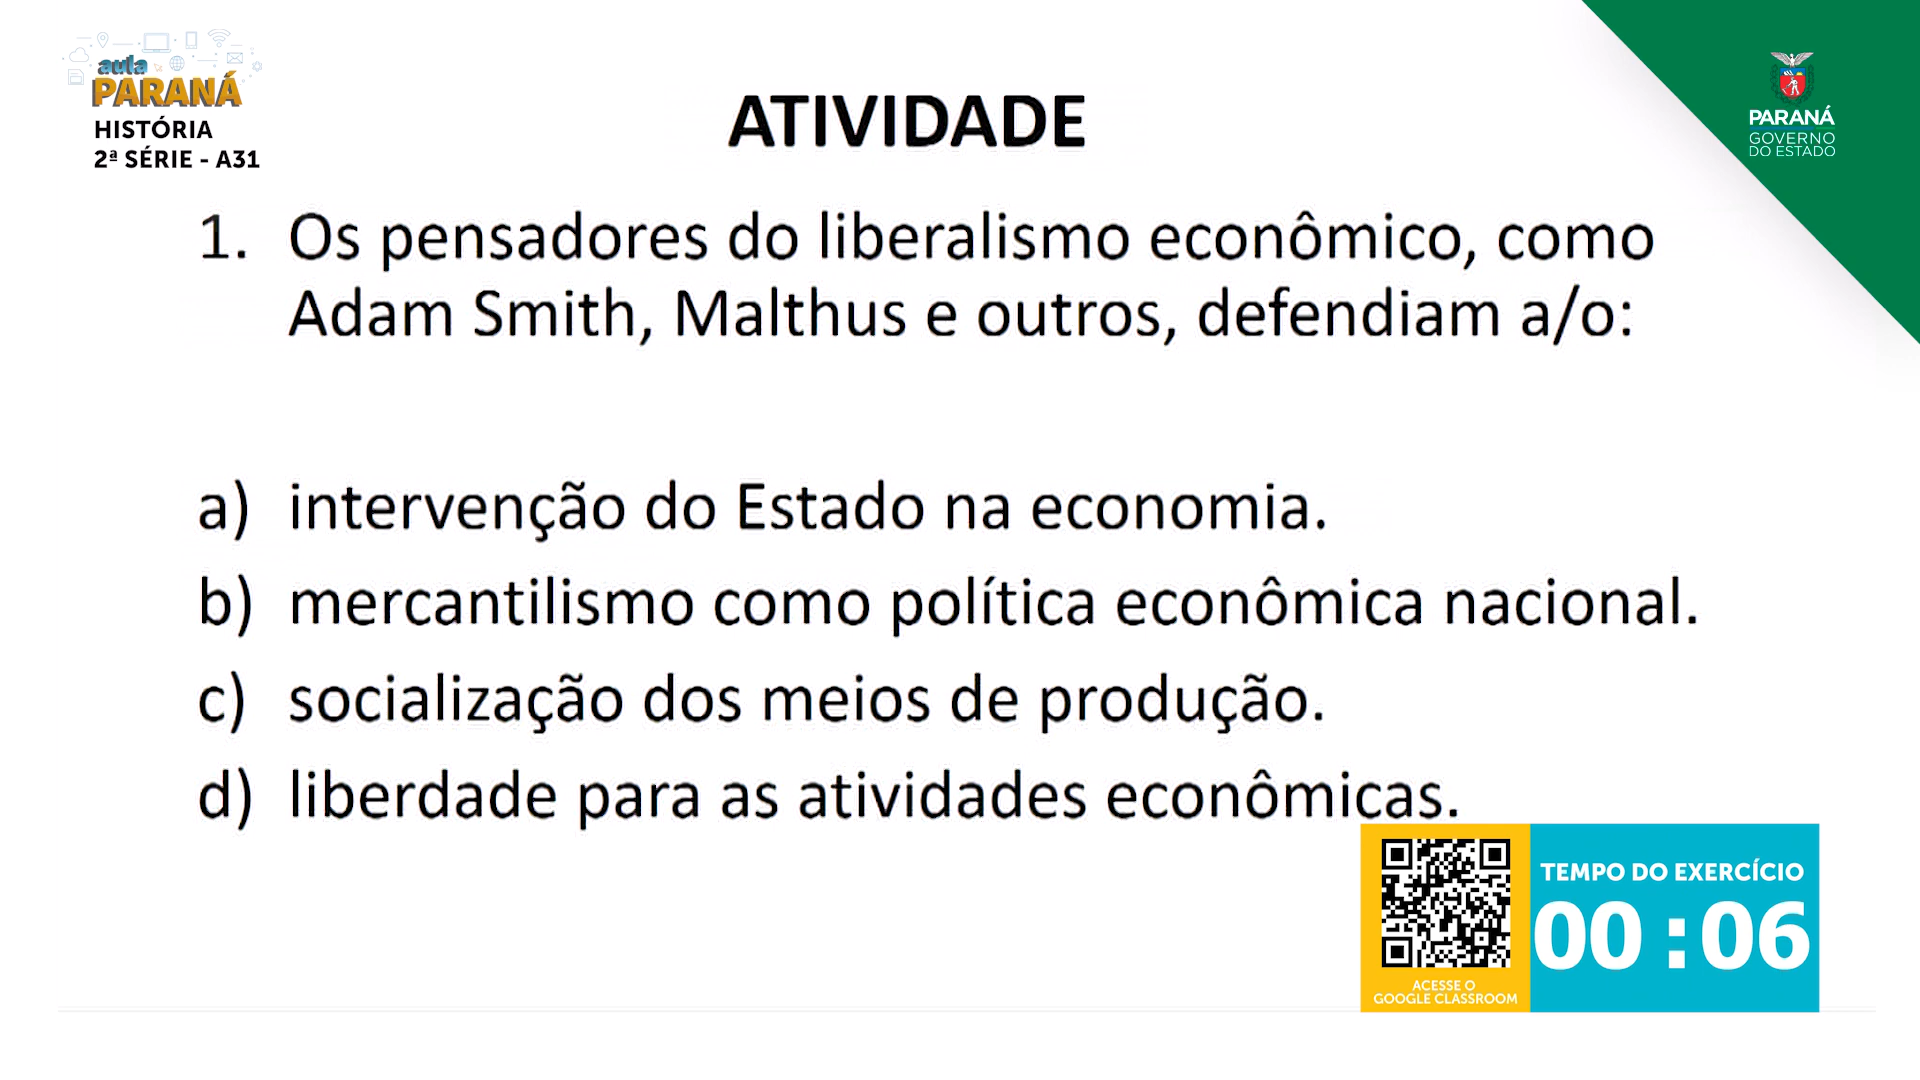 aula
PARANÁ
HISTÓRIA
2ª SÉRIE - A31
PARANÁ
GOVERNO
DO ESTADO
ATIVIDADE
1. Os pensadores do liberalismo econômico, como
Adam Smith, Malthus e outros, defendiam a/o:
a) intervenção do Estado na economia.
b) mercantilismo como política econômica nacional.
c) socialização dos meios de produção.
d) liberdade para as atividades econômicas.
ACESSE O
GOOGLE CLASSROOM
TEMPO DO EXERCÍCIO
00:06